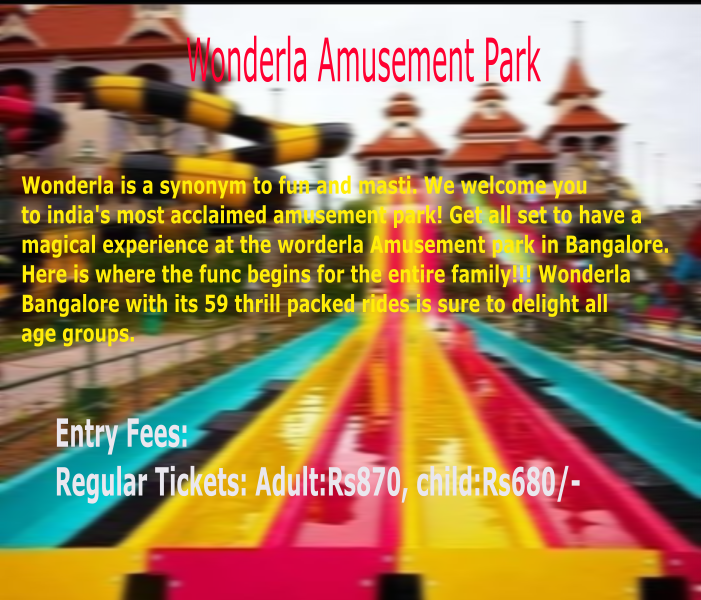 Wonderla Amusement Park
Wonderla is a synonym to fun and masti. We welcome you
to india's most acclaimed amusement park! Get all set to have a
magical experience at the worderla Amusement park in Bangalore.
Here is where the func begins for the entire family!!! Wonderla
Bangalore with its 59 thrill packed rides is sure to delight all
age groups.
Entry Fees:
Regular Tickets: Adult:Rs870, child:Rs680/-